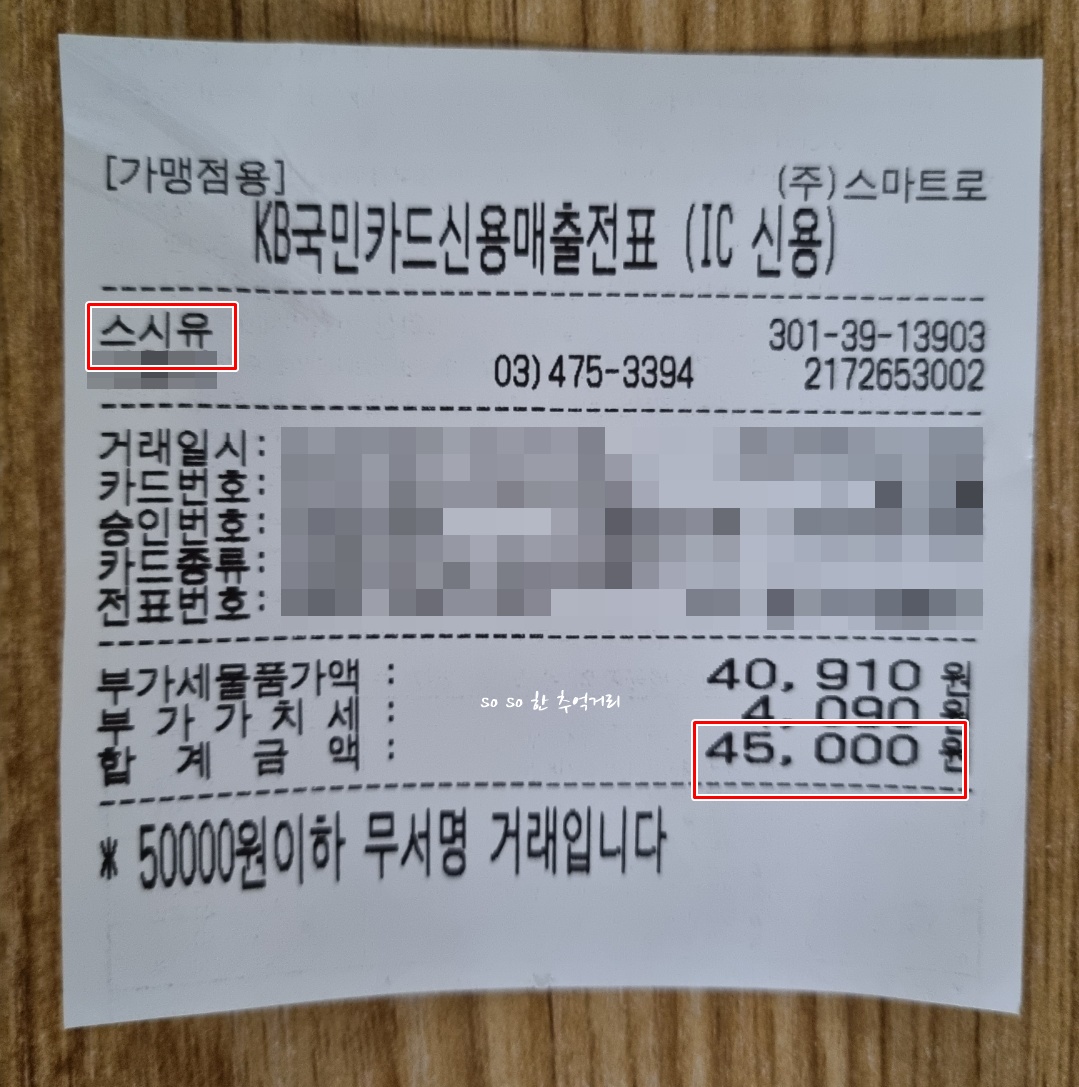 [가맹점용] (주)스마트로
KB국민카드신용매출전표 (IC 신용)
스시유 301-39-13903
03)475-3394 2172653002
거래일시:
카드번호:
승인번호:
카드종류:
전표번호:
부가세물품가액 : 40,910 원
so so 한 추억거리
부 가 가 치 세 : 4,090 원
합 계 금 액 : 45,000 원
* 50000원이하 무서명 거래입니다